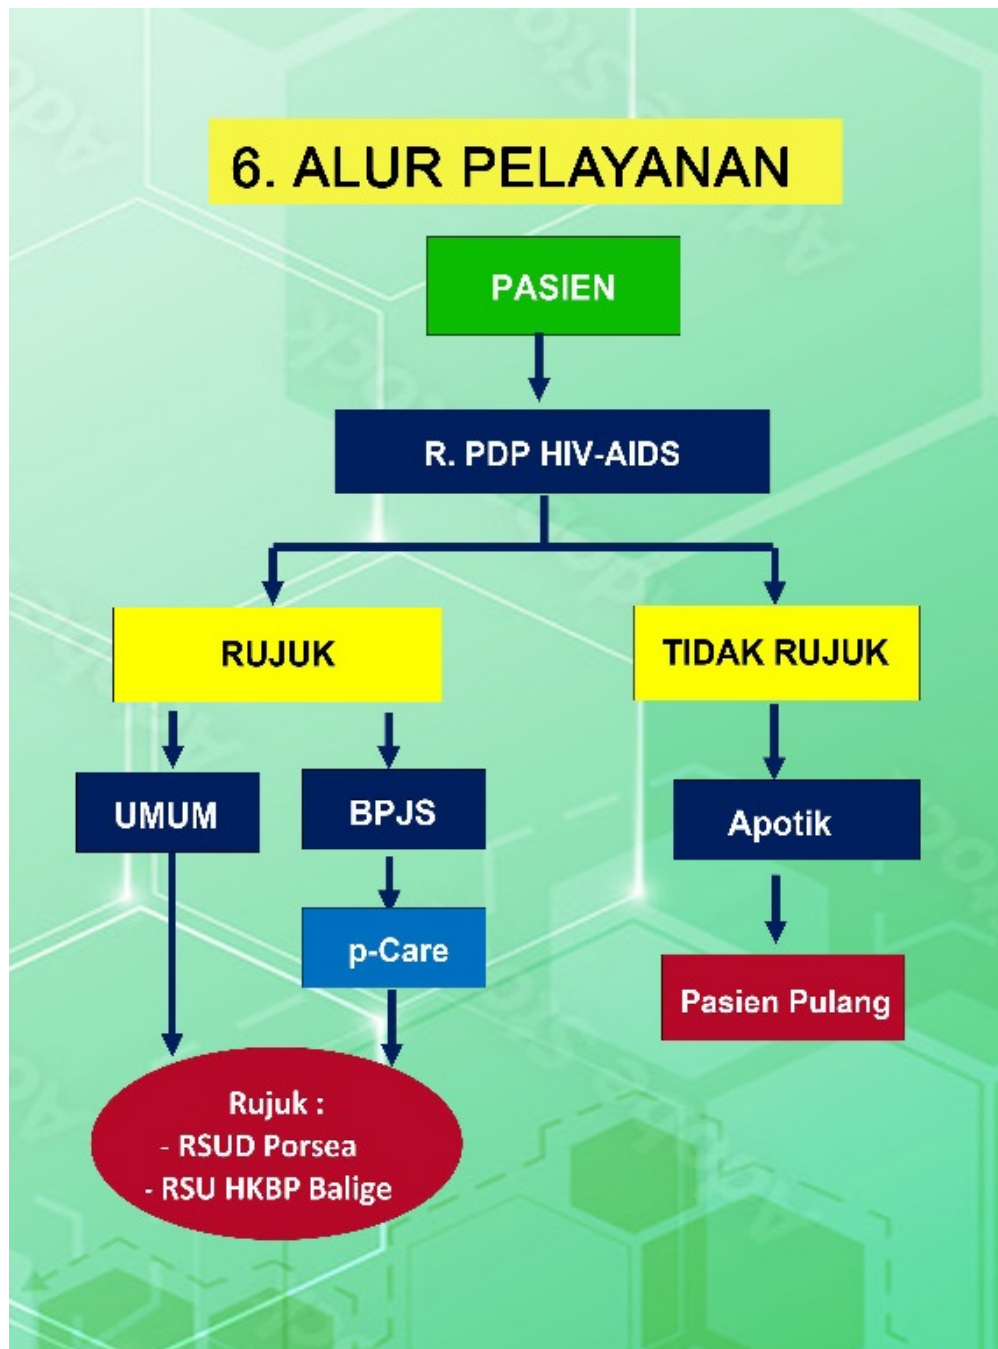 6. ALUR PELAYANAN
PASIEN
R. PDP HIV-AIDS
RUJUK
TIDAK RUJUK
UMUM
BPJS
Apotik
p-Care
Pasien Pulang
Rujuk :
- RSUD Porsea
- RSU HKBP Balige